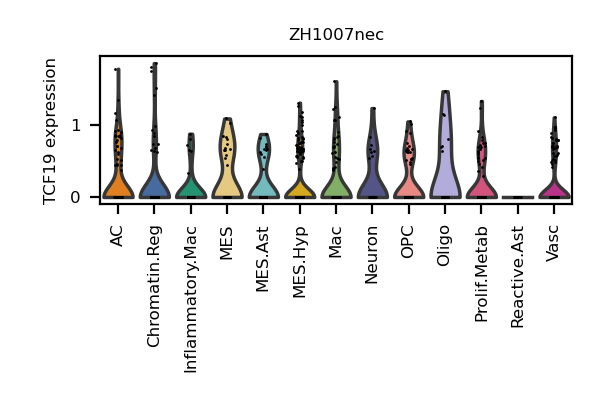 ZH1007nec
TCF19 expression
1
0
AC
Chromatin.Reg
Inflammatory.Mac
MES
MES.Ast
MES.Hyp
Mac
Neuron
OPC
Oligo
Prolif.Metab
Reactive.Ast
Vasc